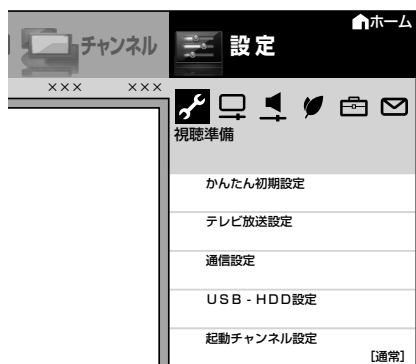 ホーム
チャンネル
設定
××× ×××
視聴準備
かんたん初期設定
テレビ放送設定
通信設定
ＵＳＢ-ＨＤＤ設定
起動チャンネル設定
[通常]